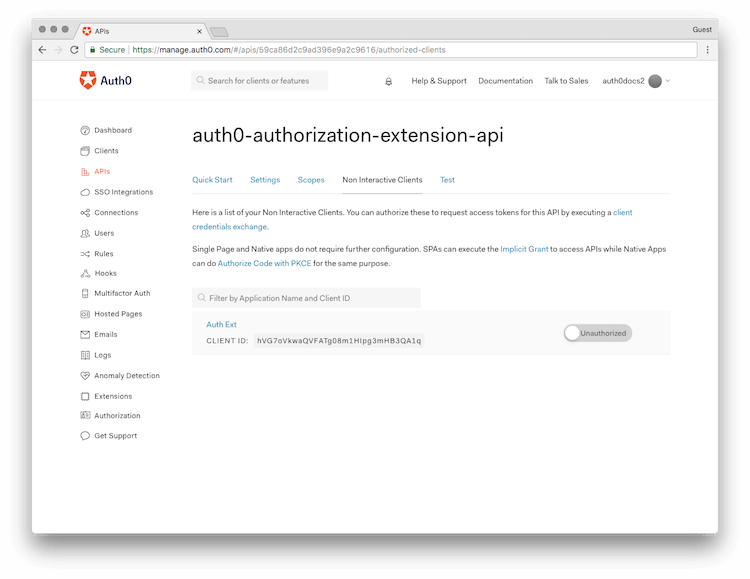 APIs
Guest
Secure https://manage.auth0.com/#/apis/59ca86d2c9ad396e9a2c9616/authorized-clients
Auth0
Search for clients or features
Help & Support
Documentation
Talk to Sales
auth0docs2
Dashboard
Clients
APIs
SSO Integrations
Connections
Users
Rules
Hooks
Multifactor Auth
Hosted Pages
Emails
Logs
Anomaly Detection
Extensions
Authorization
Get Support
auth0-authorization-extension-api
Quick Start
Settings
Scopes
Non Interactive Clients
Test
Here is a list of your Non Interactive Clients. You can authorize these to request access tokens for this API by executing a client
credentials exchange.
Single Page and Native apps do not require further configuration. SPAs can execute the Implicit Grant to access APIs while Native Apps
can do Authorize Code with PKCE for the same purpose.
Filter by Application Name and Client ID
Auth Ext
CLIENT ID: hVG7oVkwaQVFATg08m1HIpg3mHB3QA1q
Unauthorized